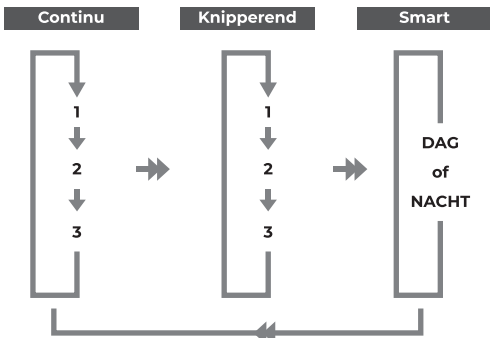 Continu
1
2
3
Knipperend
1
2
3
Smart
DAG
of
NACHT